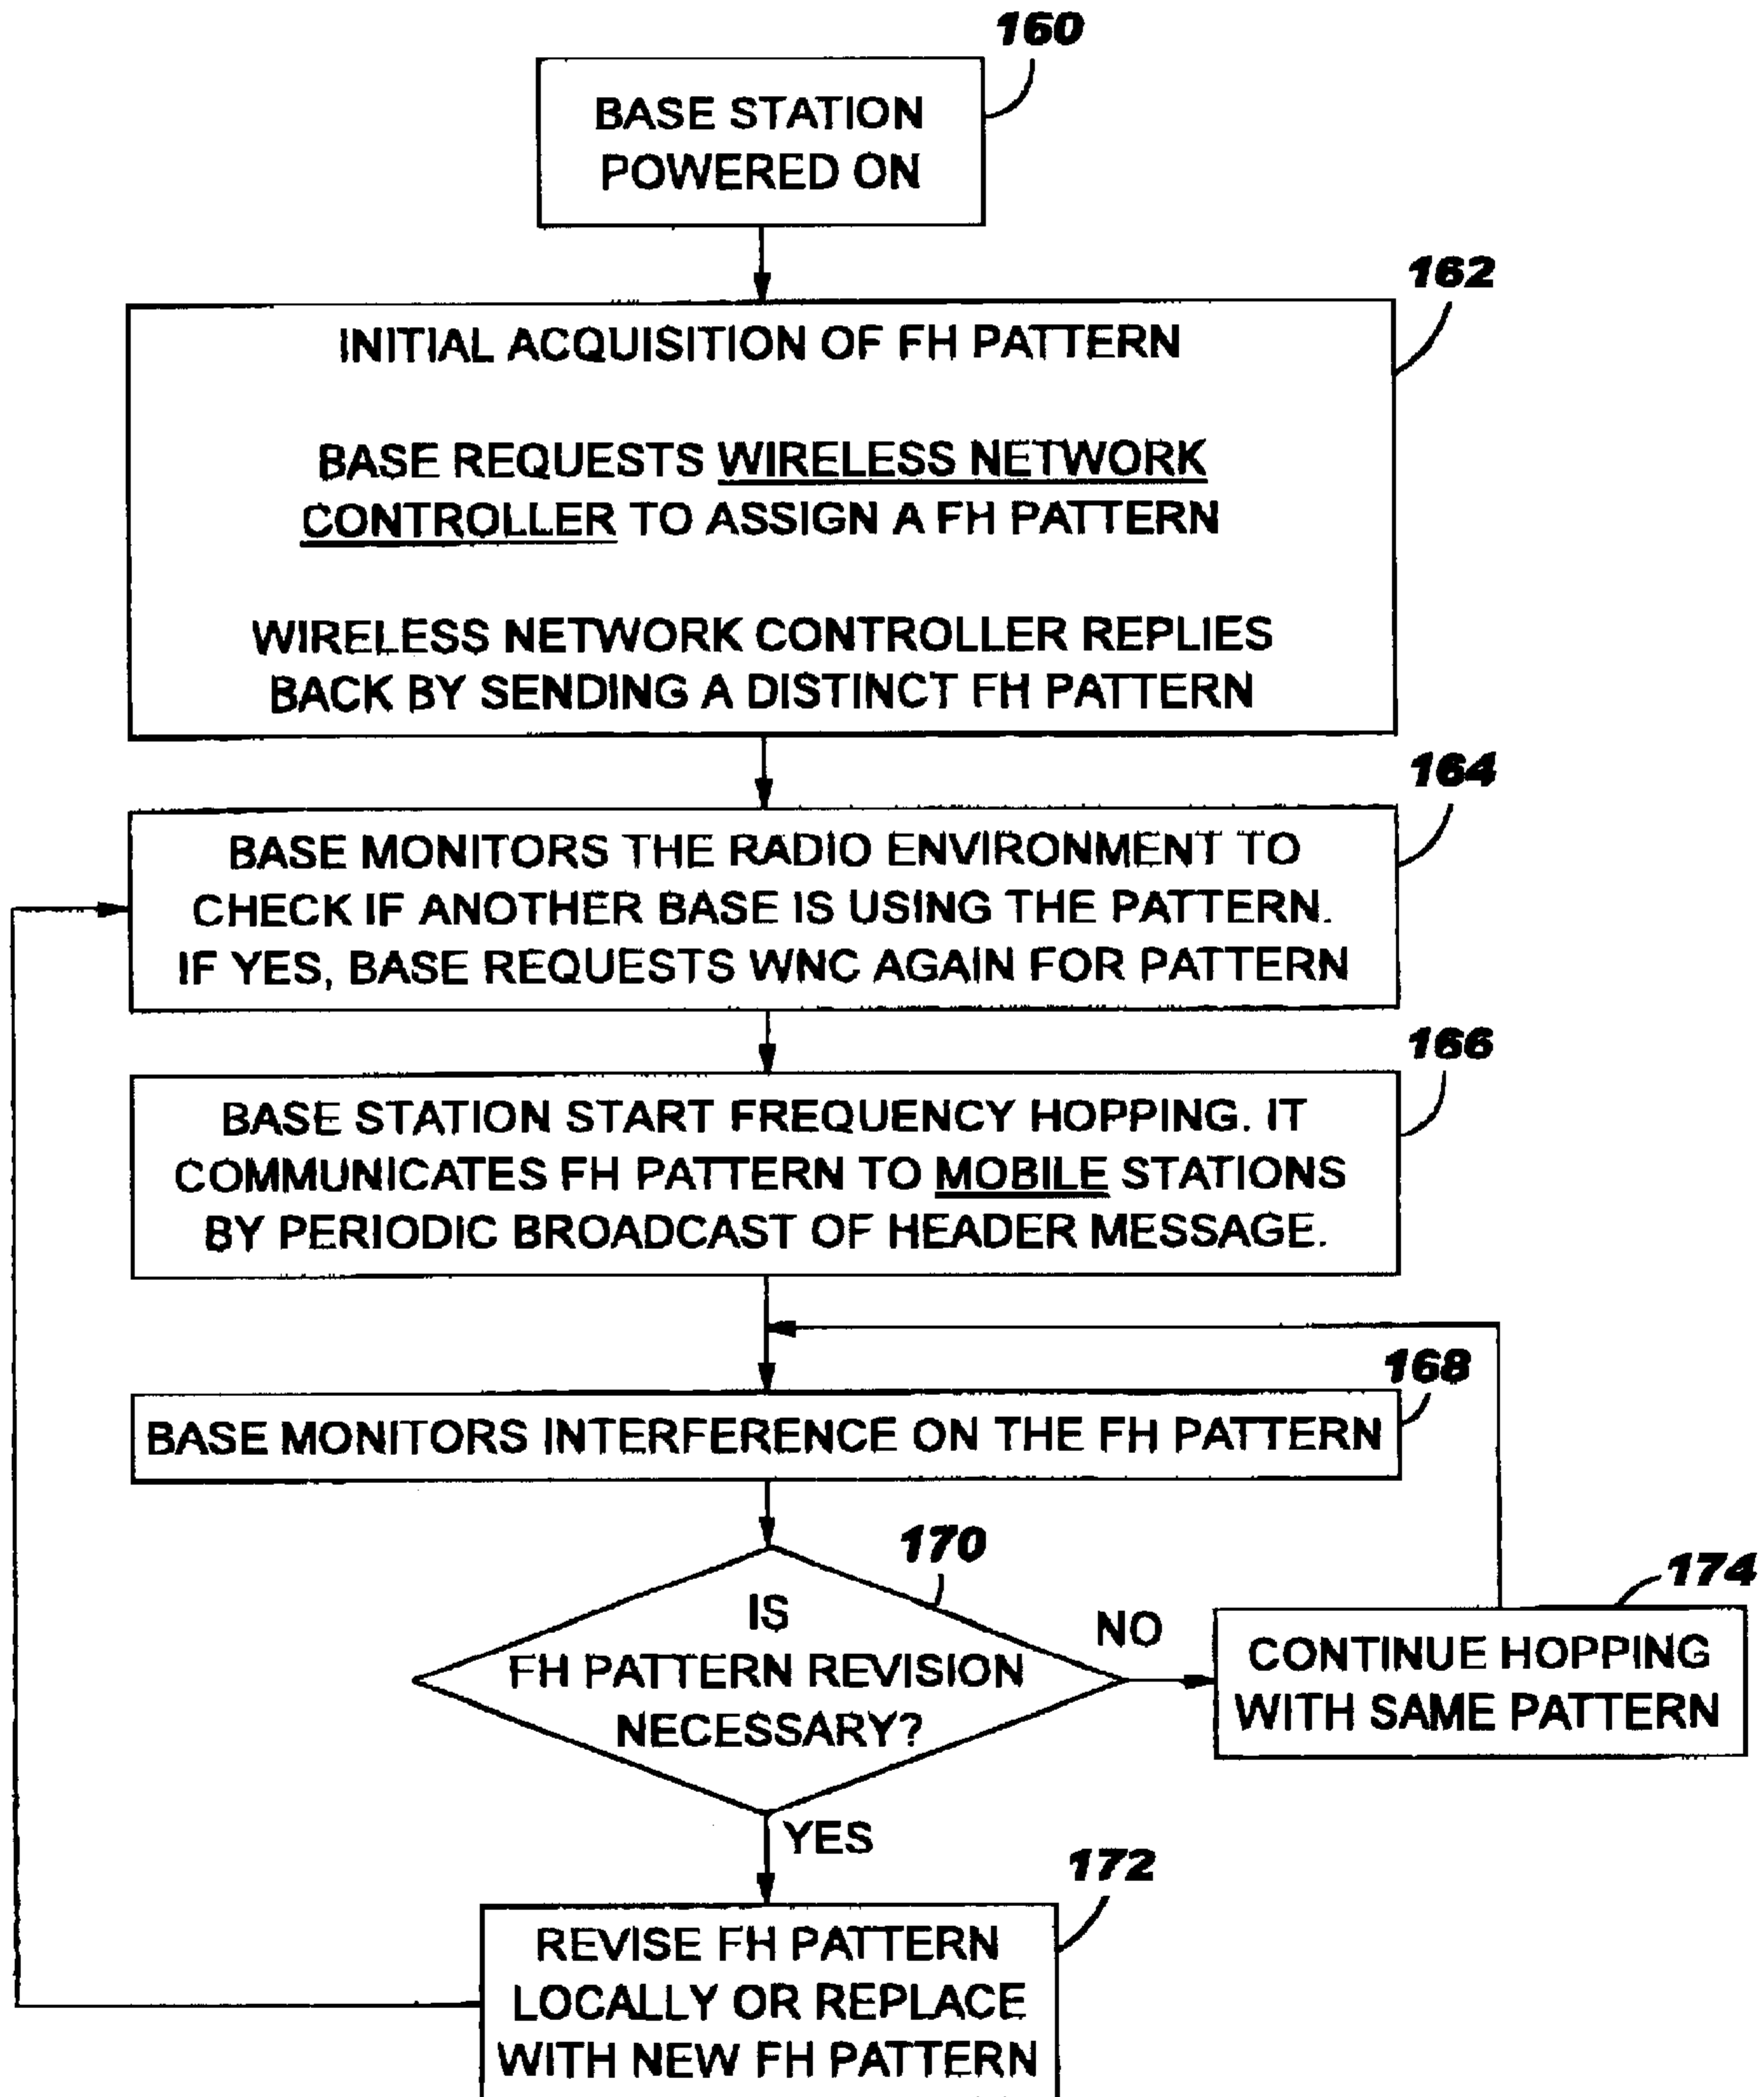 160
BASE STATION
POWERED ON
162
INITIAL ACQUISITION OF FH PATTERN
BASE REQUESTS WIRELESS NETWORK
CONTROLLER TO ASSIGN A FH PATTERN
WIRELESS NETWORK CONTROLLER REPLIES
BACK BY SENDING A DISTINCT FH PATTERN
164
BASE MONITORS THE RADIO ENVIRONMENT TO
CHECK IF ANOTHER BASE IS USING THE PATTERN.
IF YES, BASE REQUESTS WNC AGAIN FOR PATTERN
166
BASE STATION START FREQUENCY HOPPING. IT
COMMUNICATES FH PATTERN TO MOBILE STATIONS
BY PERIODIC BROADCAST OF HEADER MESSAGE.
168
BASE MONITORS INTERFERENCE ON THE FH PATTERN
170
IS
FH PATTERN REVISION
NECESSARY?
NO
174
CONTINUE HOPPING
WITH SAME PATTERN
YES
172
REVISE FH PATTERN
LOCALLY OR REPLACE
WITH NEW FH PATTERN